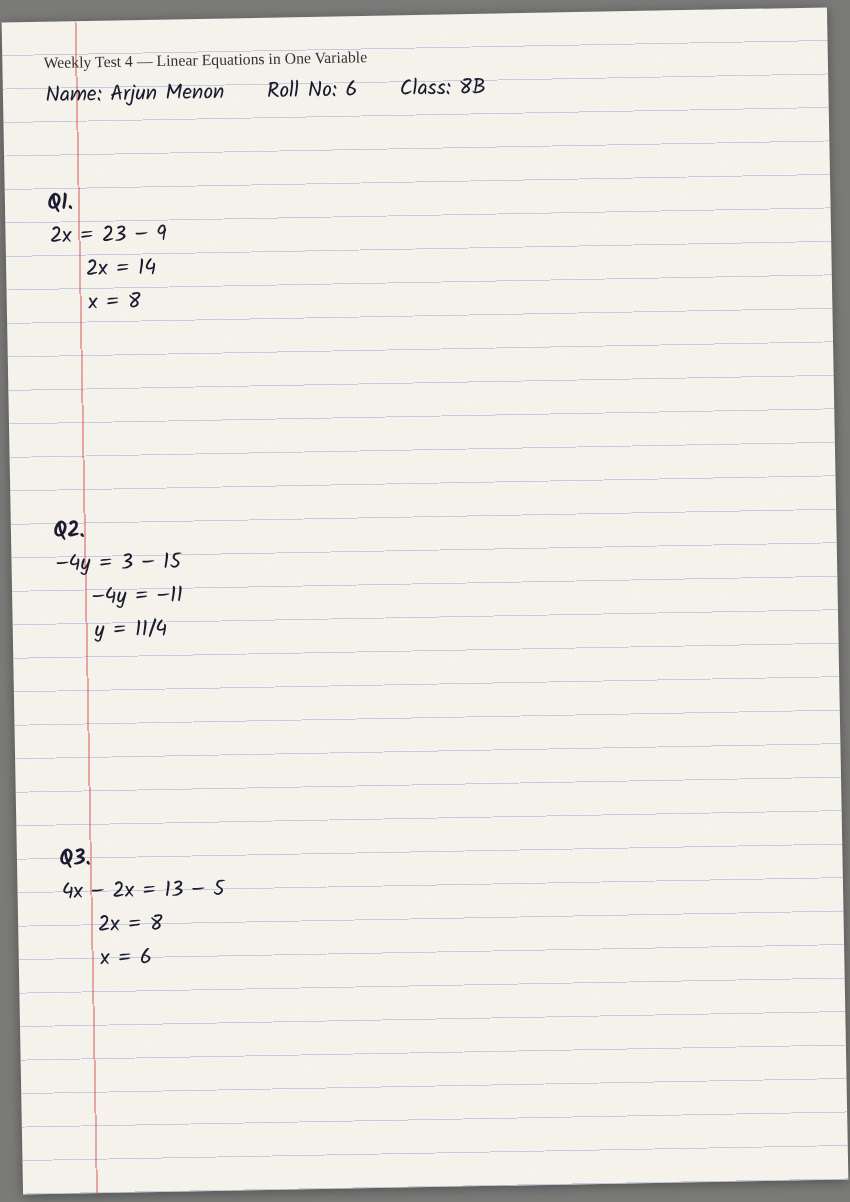 Weekly Test 4 — Linear Equations in One Variable
Name: Arjun Menon Roll No: 6 Class: 8B
Q1.
2x = 23 − 9
2x = 14
x = 8
Q2.
−4y = 3 − 15
−4y = −11
y = 11/4
Q3.
4x − 2x = 13 − 5
2x = 8
x = 6